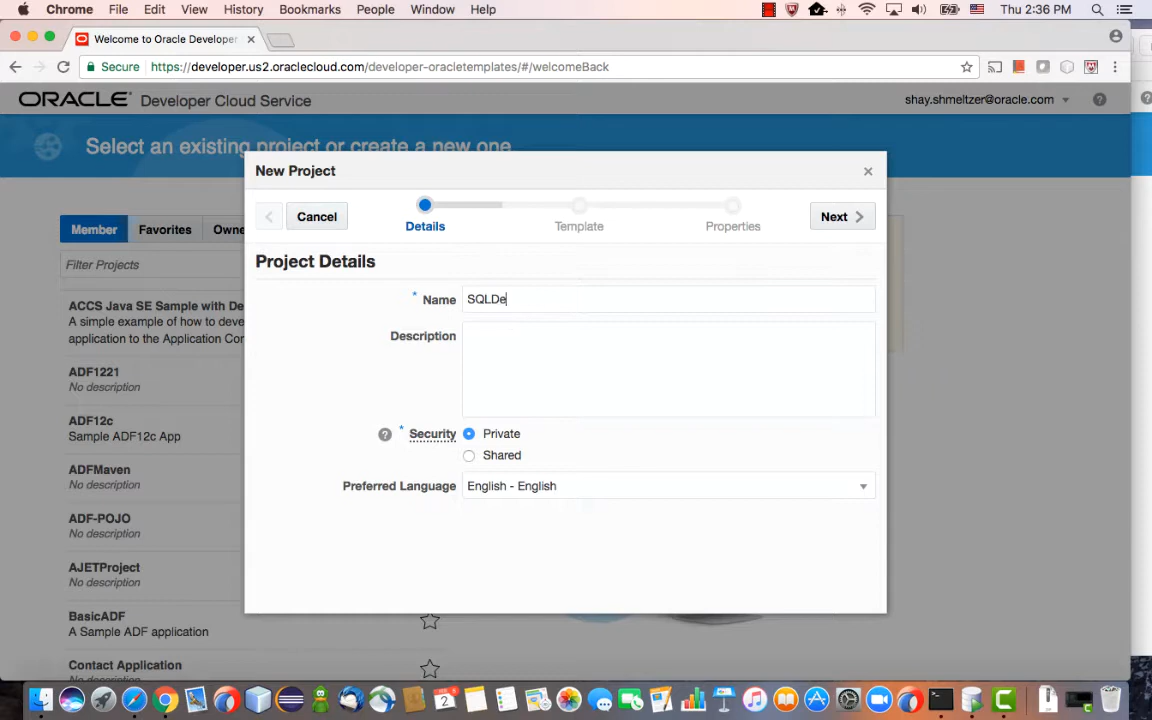 Chrome File Edit View History Bookmarks People Window Help Thu 2:36 PM
Welcome to Oracle Developer
Secure https://developer.us2.oraclecloud.com/developer-oracletemplates/#/welcomeBack
ORACLE Developer Cloud Service shay.shmeltzer@oracle.com
Select an existing project or create a new one
New Project
Cancel Details Template Properties Next
Project Details
Member Favorites Owne
Filter Projects
* Name SQLDe
Description
* Security Private
Shared
Preferred Language English - English
ACCS Java SE Sample with De
A simple example of how to deve
application to the Application Con
ADF1221
No description
ADF12c
Sample ADF12c App
ADFMaven
No description
ADF-POJO
No description
AJETProject
No description
BasicADF
A Sample ADF application
Contact Application
2